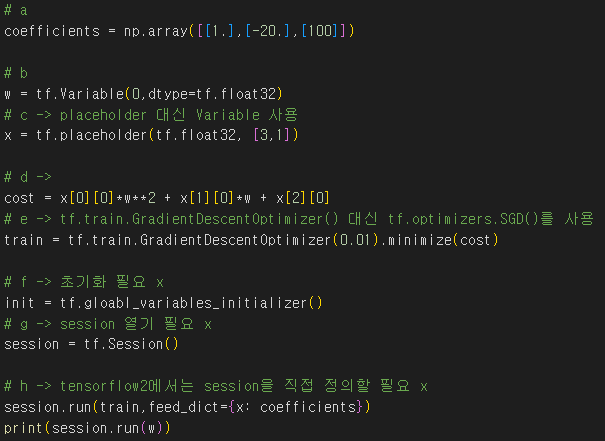 # a
coefficients = np.array([[1.],[-20.],[100]])
# b
w = tf.Variable(0,dtype=tf.float32)
# c -> placeholder 대신 Variable 사용
x = tf.placeholder(tf.float32, [3,1])
# d ->
cost = x[0][0]*w**2 + x[1][0]*w + x[2][0]
# e -> tf.train.GradientDescentOptimizer() 대신 tf.optimizers.SGD()를 사용
train = tf.train.GradientDescentOptimizer(0.01).minimize(cost)
# f -> 초기화 필요 x
init = tf.gloabl_variables_initializer()
# g -> session 열기 필요 x
session = tf.Session()
# h -> tensorflow2에서는 session을 직접 정의할 필요 x
session.run(train,feed_dict={x: coefficients})
print(session.run(w))